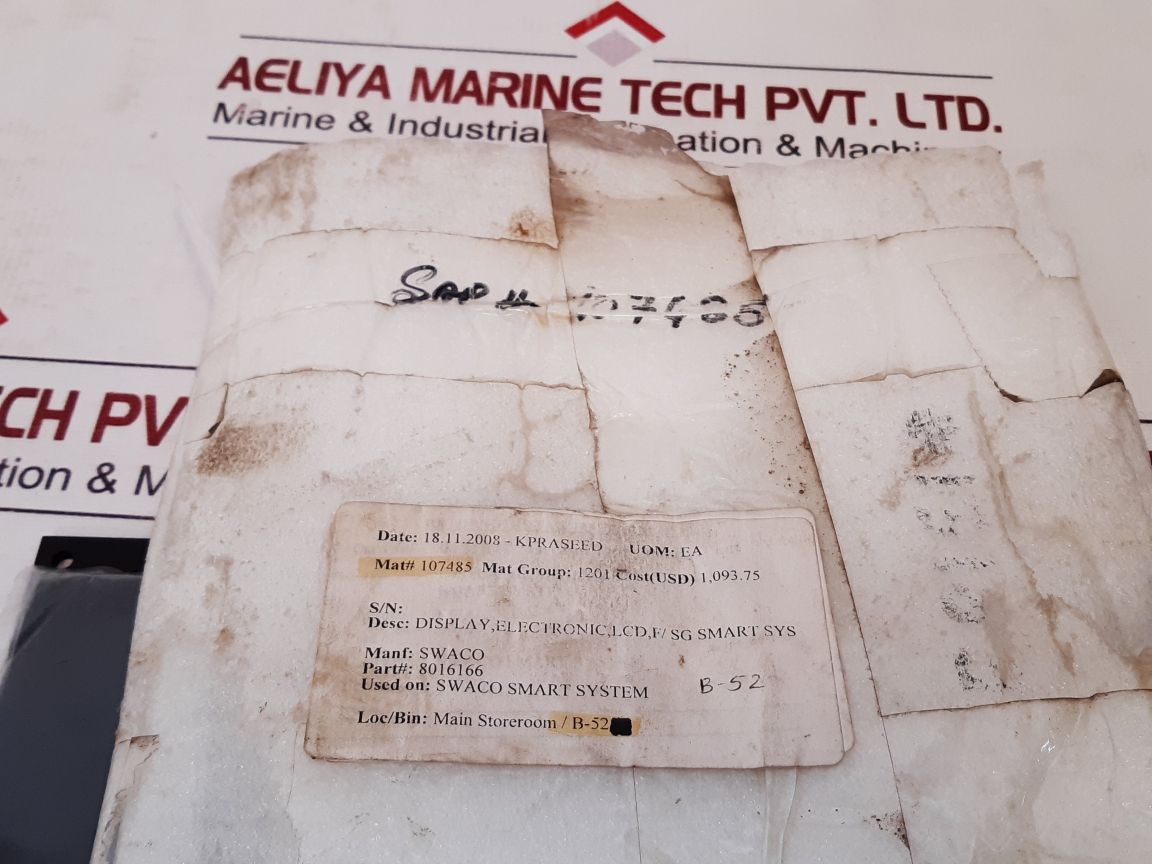 AELIYA MARINE TECH PVT. LTD.
Marine & Industrial ation & Machi
SAP # 107485
CH PV
tion & M
Date: 18.11.2008 - KPRASEED UOM: EA
Mat# 107485 Mat Group: 1201 Cost(USD) 1,093.75
S/N:
Desc: DISPLAY,ELECTRONIC,LCD,F/ SG SMART SYS
Manf: SWACO
Part#: 8016166
Used on: SWACO SMART SYSTEM B-52
Loc/Bin: Main Storeroom / B-52